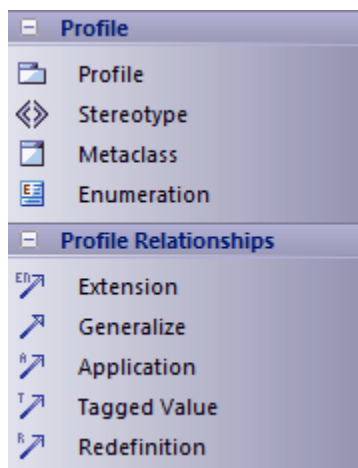 Profile
Profile
Stereotype
Metaclass
Enumeration
Profile Relationships
Extension
Generalize
Application
Tagged Value
Redefinition